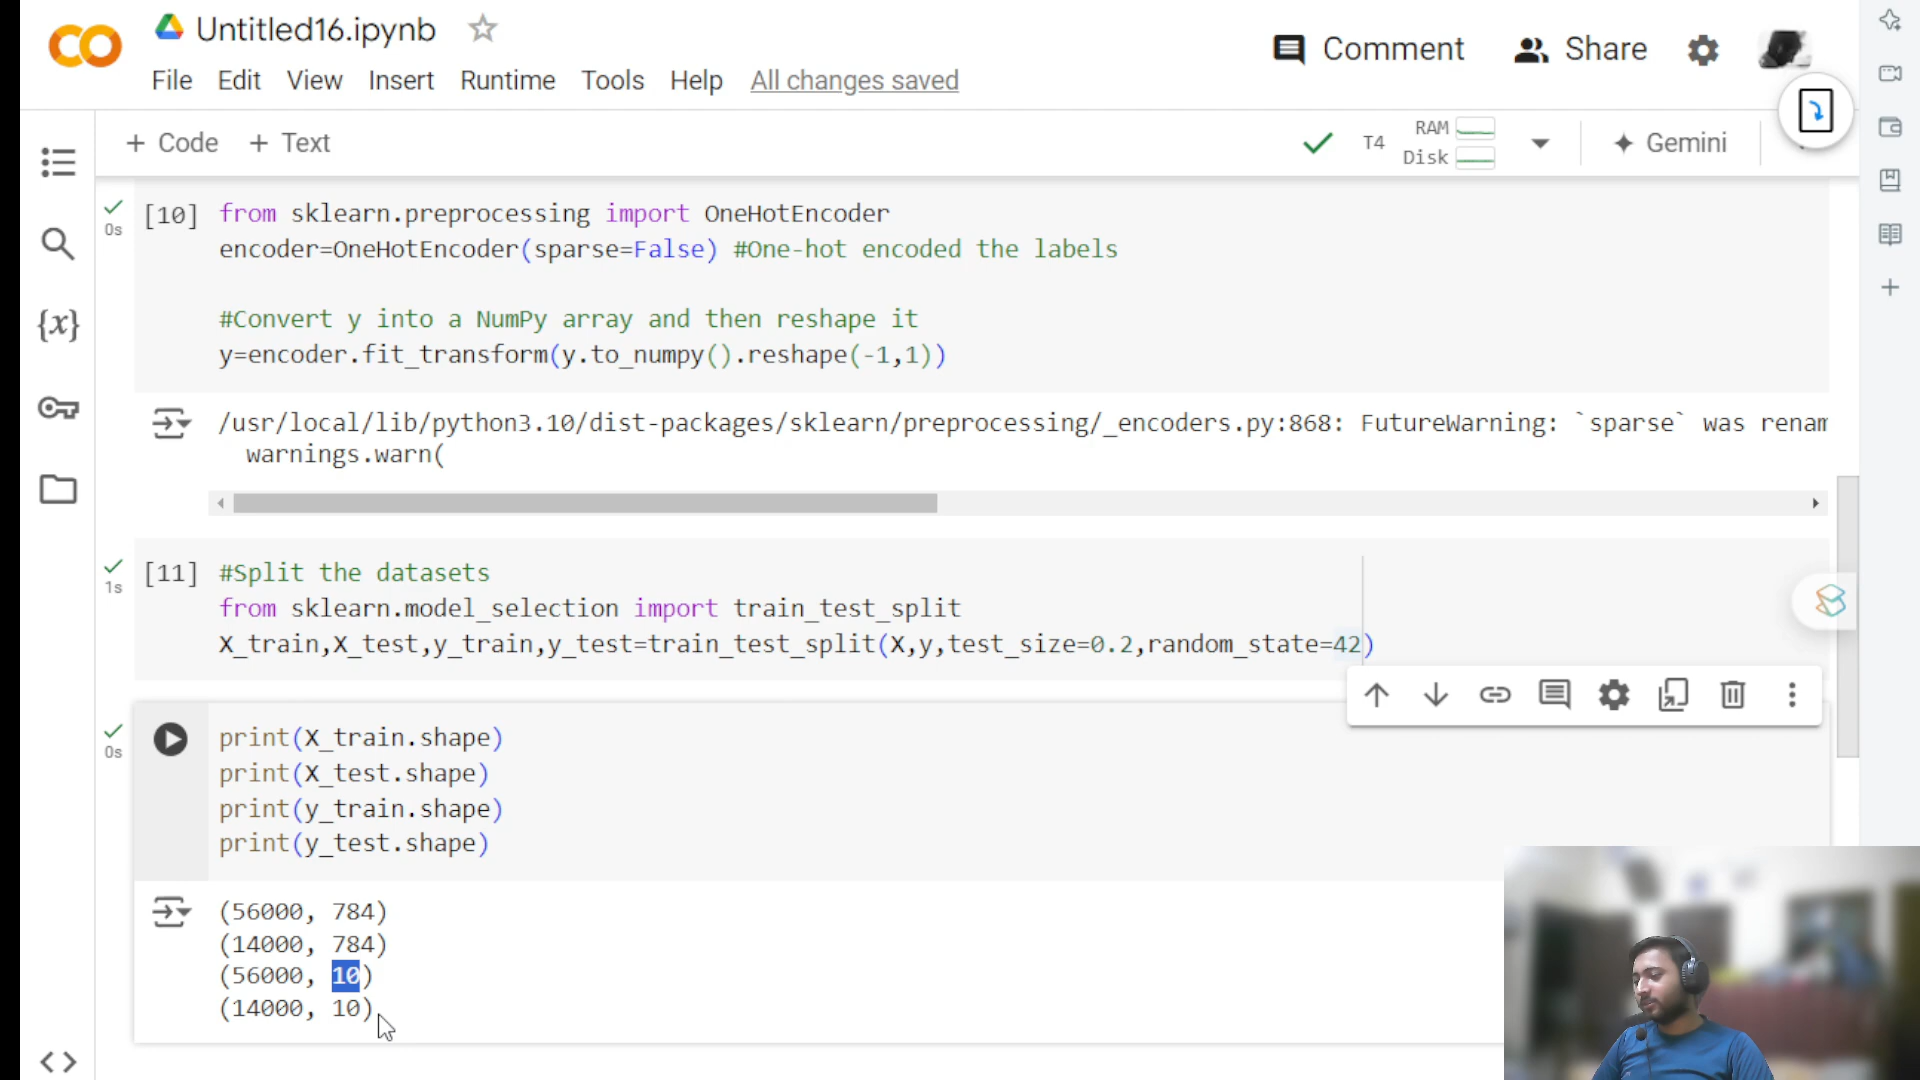 Untitled16.ipynb
Comment
Share
File Edit View Insert Runtime Tools Help All changes saved
+ Code + Text
T4
RAM
Disk
Gemini
0s
[10]
from sklearn.preprocessing import OneHotEncoder
encoder=OneHotEncoder(sparse=False) #One-hot encoded the labels
#Convert y into a NumPy array and then reshape it
y=encoder.fit_transform(y.to_numpy().reshape(-1,1))
/usr/local/lib/python3.10/dist-packages/sklearn/preprocessing/_encoders.py:868: FutureWarning: `sparse` was renam
warnings.warn(
1s
[11]
#Split the datasets
from sklearn.model_selection import train_test_split
X_train,X_test,y_train,y_test=train_test_split(X,y,test_size=0.2,random_state=42)
0s
print(X_train.shape)
print(X_test.shape)
print(y_train.shape)
print(y_test.shape)
(56000, 784)
(14000, 784)
(56000, 10)
(14000, 10)